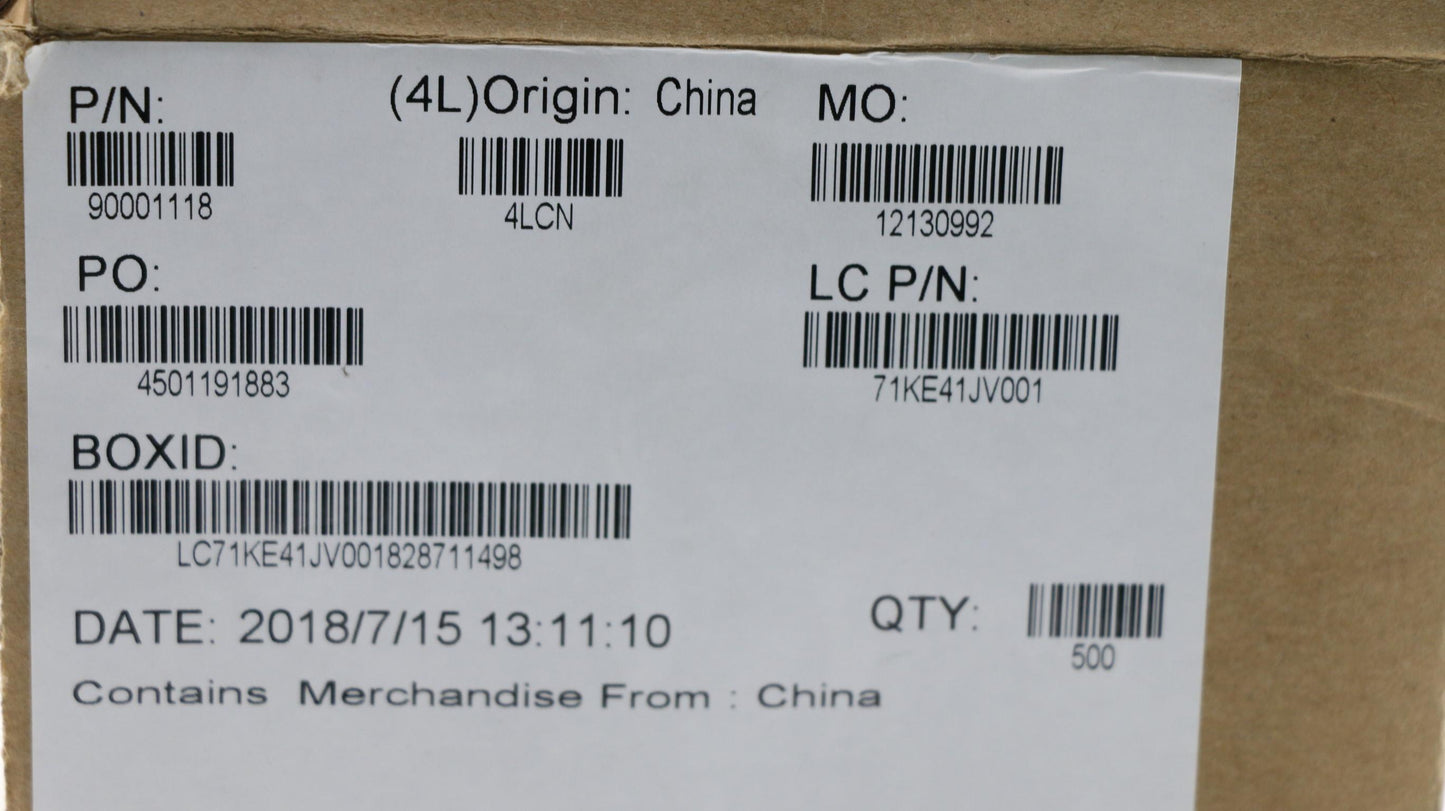 P/N: (4L)Origin: China MO:
90001118 4LCN 12130992
PO: LC P/N:
4501191883 71KE41JV001
BOXID:
LC71KE41JV001828711498
DATE: 2018/7/15 13:11:10 QTY:
500
Contains Merchandise From : China